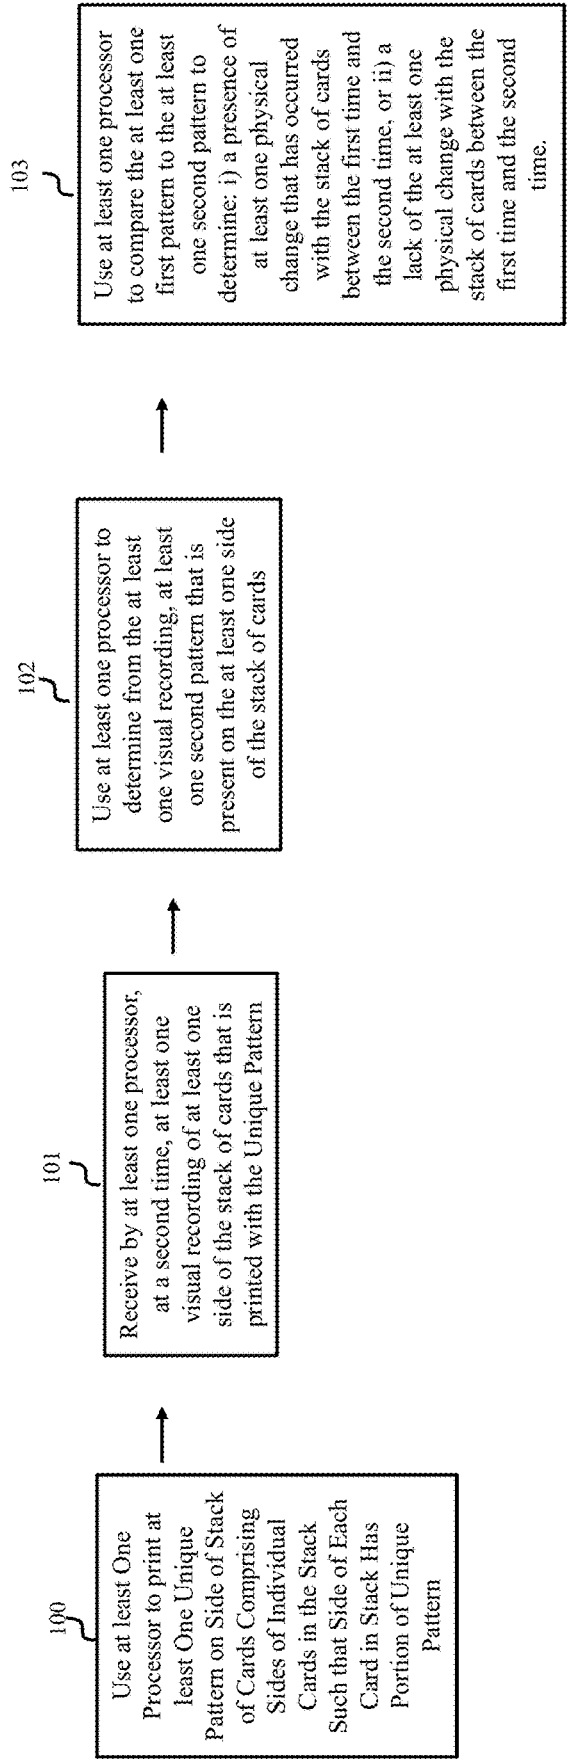 100
Use at least One
Processor to print at
least One Unique
Pattern on Side of Stack
of Cards Comprising
Sides of Individual
Cards in the Stack
Such that Side of Each
Card in Stack Has
Portion of Unique
Pattern
101
Receive by at least one processor,
at a second time, at least one
visual recording of at least one
side of the stack of cards that is
printed with the Unique Pattern
102
Use at least one processor to
determine from the at least
one visual recording, at least
one second pattern that is
present on the at least one side
of the stack of cards
103
Use at least one processor
to compare the at least one
first pattern to the at least
one second pattern to
determine: i) a presence of
at least one physical
change that has occurred
with the stack of cards
between the first time and
the second time, or ii) a
lack of the at least one
physical change with the
stack of cards between the
first time and the second
time.